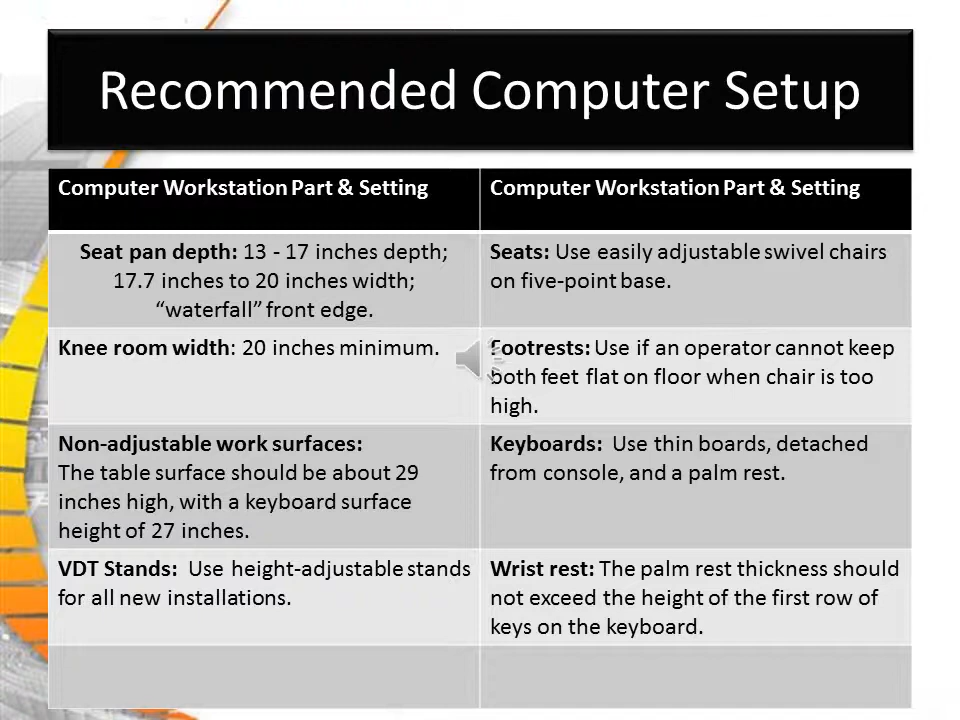 Recommended Computer Setup
Computer Workstation Part & Setting
Computer Workstation Part & Setting
Seat pan depth: 13 - 17 inches depth;
17.7 inches to 20 inches width;
“waterfall” front edge.
Seats: Use easily adjustable swivel chairs
on five-point base.
Knee room width: 20 inches minimum.
Footrests: Use if an operator cannot keep
both feet flat on floor when chair is too
high.
Non-adjustable work surfaces:
The table surface should be about 29
inches high, with a keyboard surface
height of 27 inches.
Keyboards:  Use thin boards, detached
from console, and a palm rest.
VDT Stands:  Use height-adjustable stands
for all new installations.
Wrist rest: The palm rest thickness should
not exceed the height of the first row of
keys on the keyboard.